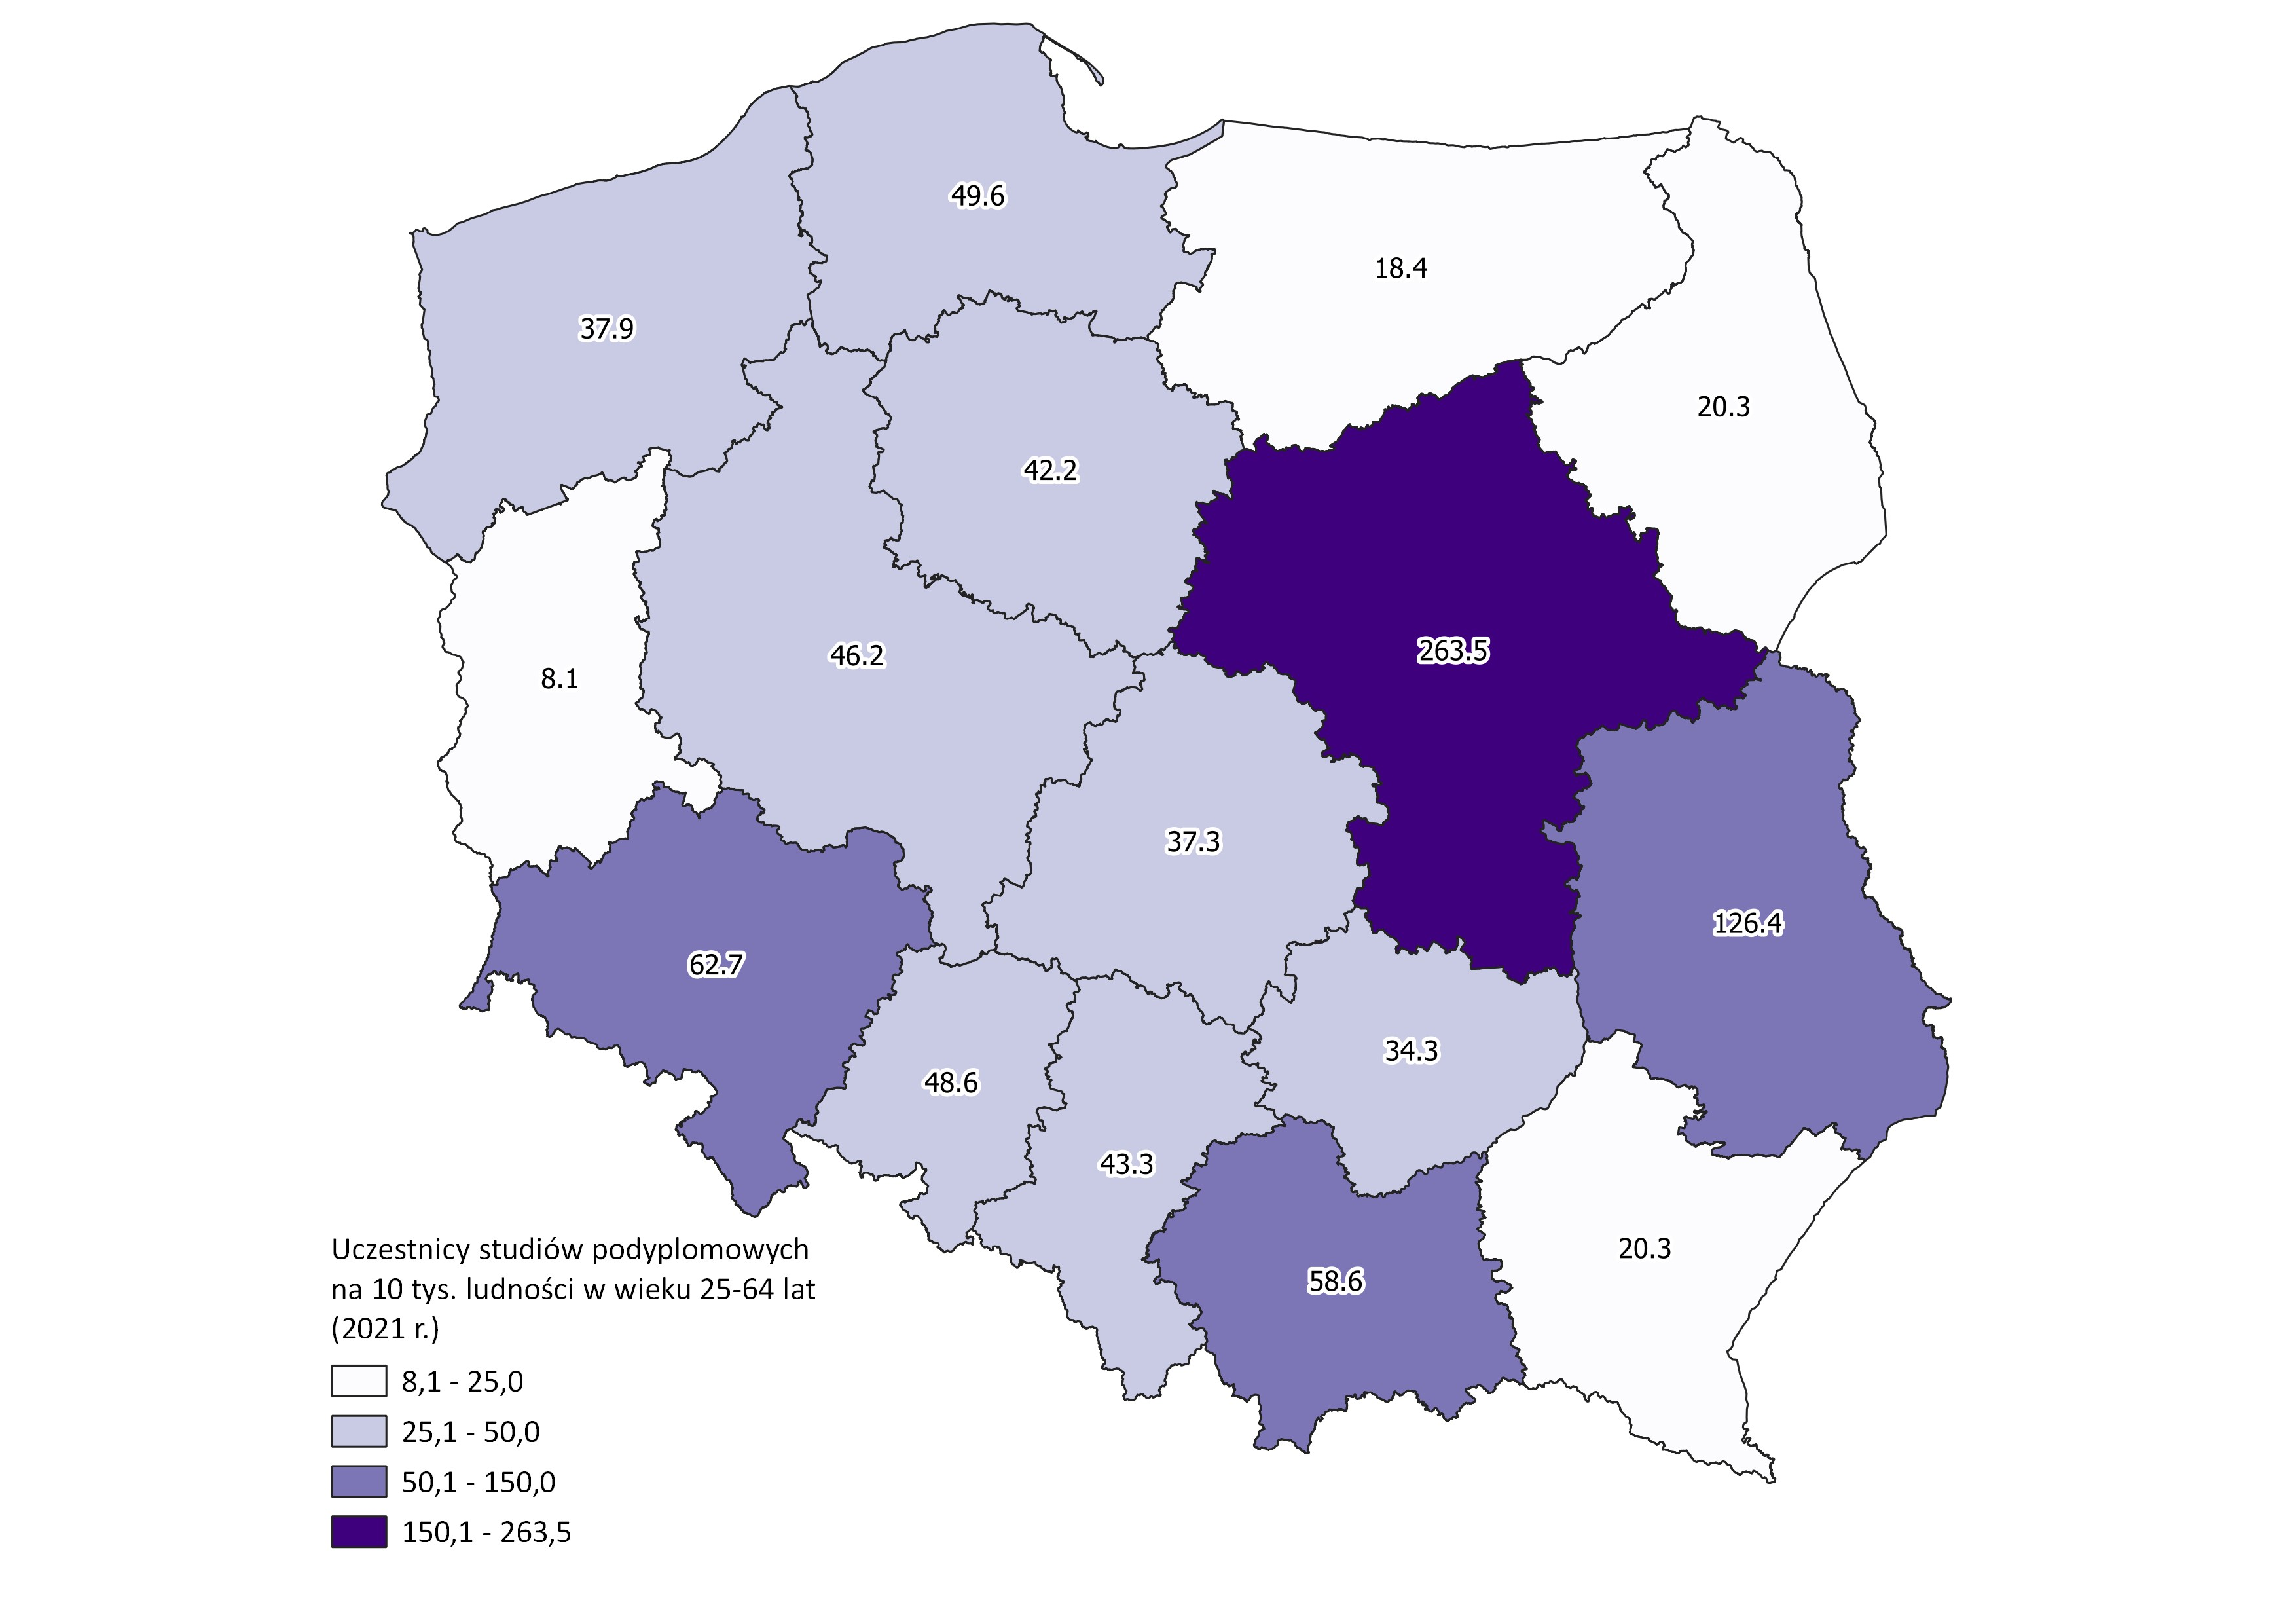 49.6
18.4
37.9
20.3
42.2
263.5
46.2
8.1
37.3
126.4
62.7
34.3
48.6
43.3
20.3
58.6
Uczestnicy studiów podyplomowych
na 10 tys. ludności w wieku 25-64 lat
(2021 r.)
8,1 - 25,0
25,1 - 50,0
50,1 - 150,0
150,1 - 263,5